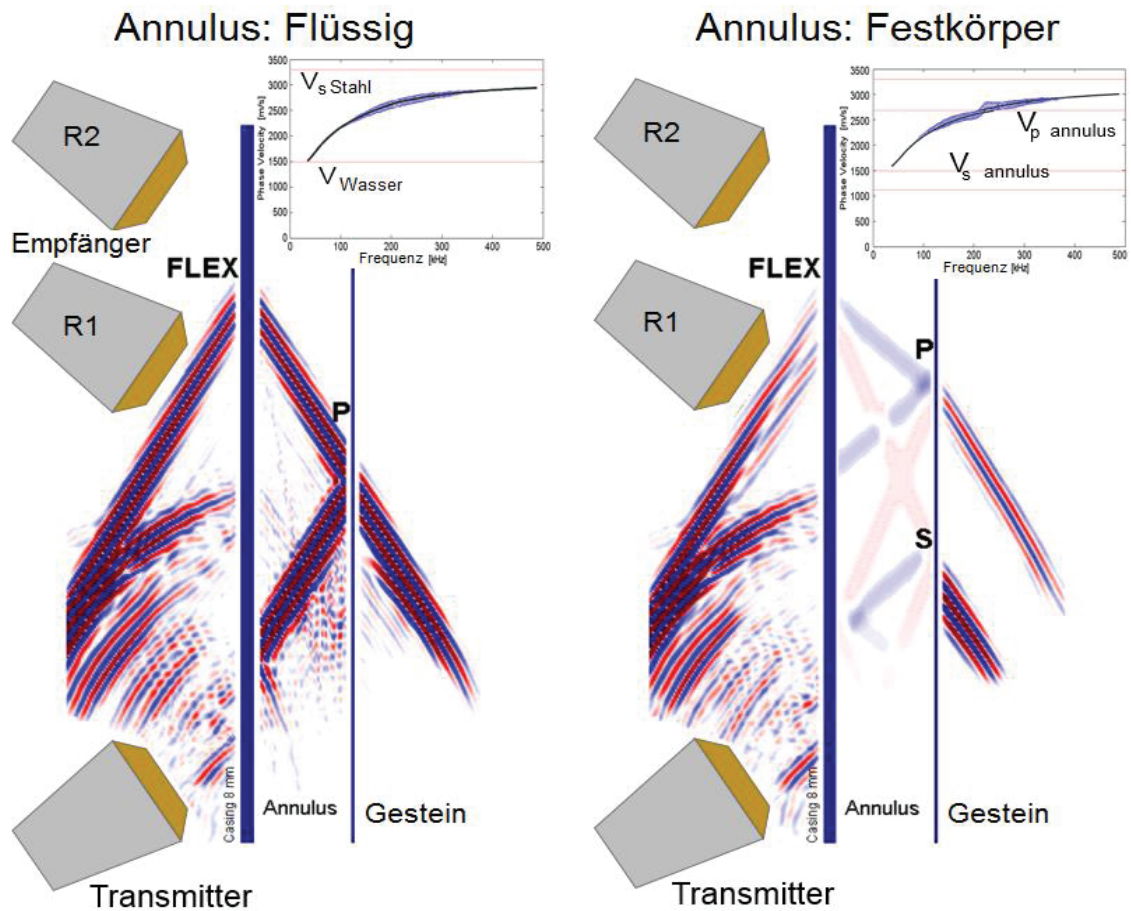 Annulus: Flüssig
3500
3000
2500
2000
1500
1000
500
0
Phase Velocity [m/s]
V s Stahl
V Wasser
0 100 200 300 400 500
Frequenz [kHz]
R2
Empfänger
FLEX
R1
P
Casing 8 mm
Annulus
Gestein
Transmitter
Annulus: Festkörper
3500
3000
2500
2000
1500
1000
500
0
Phase Velocity [m/s]
V p annulus
V s annulus
0 100 200 300 400 500
Frequenz [kHz]
R2
FLEX
R1
P
S
Casing 8 mm
Annulus
Gestein
Transmitter